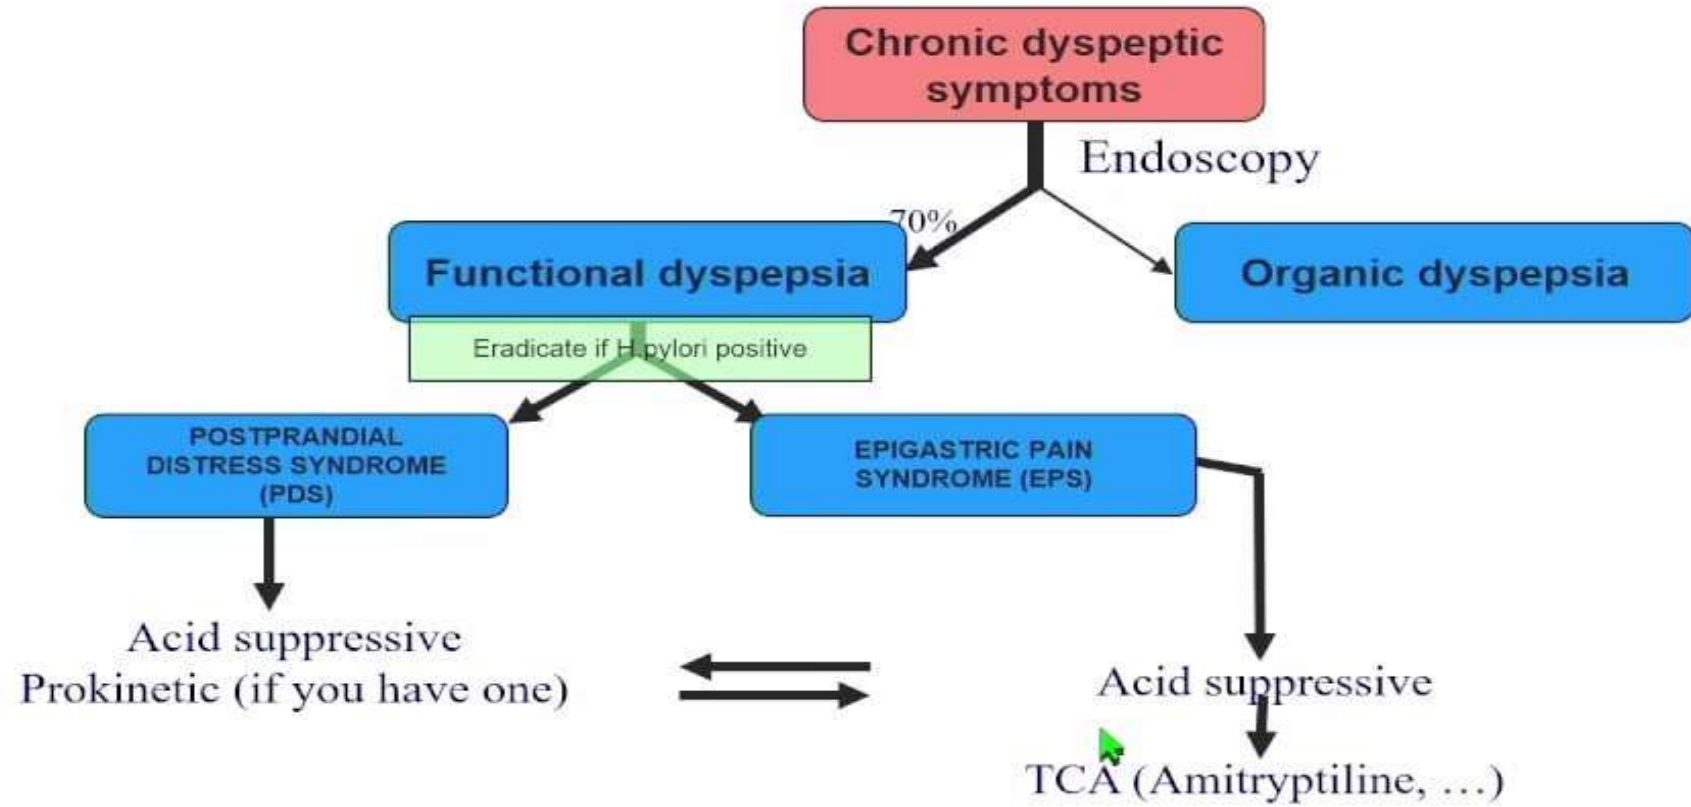 Chronic dyspeptic
symptoms
Endoscopy
70%
Functional dyspepsia
Organic dyspepsia
Eradicate if H.pylori positive
POSTPRANDIAL
DISTRESS SYNDROME
(PDS)
EPIGASTRIC PAIN
SYNDROME (EPS)
Acid suppressive
Prokinetic (if you have one)
Acid suppressive
TCA (Amitryptiline, ...)